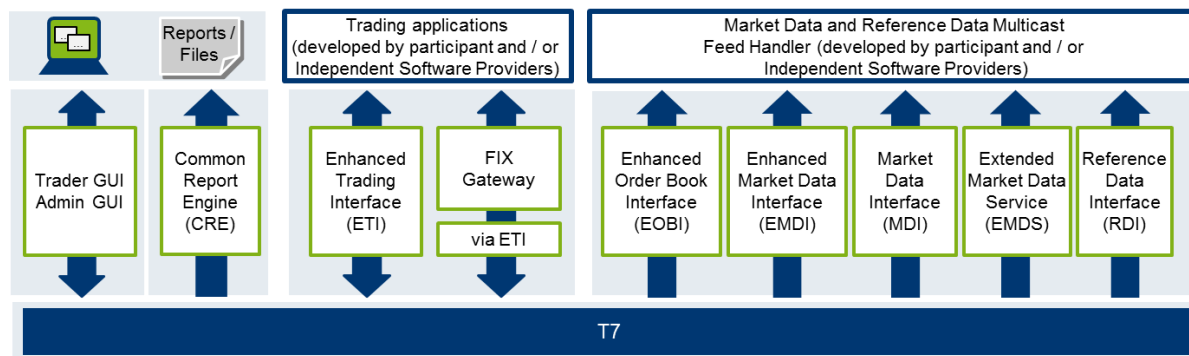 Reports /
Files
Trading applications
(developed by participant and / or
Independent Software Providers)
Market Data and Reference Data Multicast
Feed Handler (developed by participant and / or
Independent Software Providers)
Trader GUI
Admin GUI
Common
Report
Engine
(CRE)
Enhanced
Trading
Interface
(ETI)
FIX
Gateway
via ETI
Enhanced
Order Book
Interface
(EOBI)
Enhanced
Market Data
Interface
(EMDI)
Market
Data
Interface
(MDI)
Extended
Market Data
Service
(EMDS)
Reference
Data
Interface
(RDI)
T7